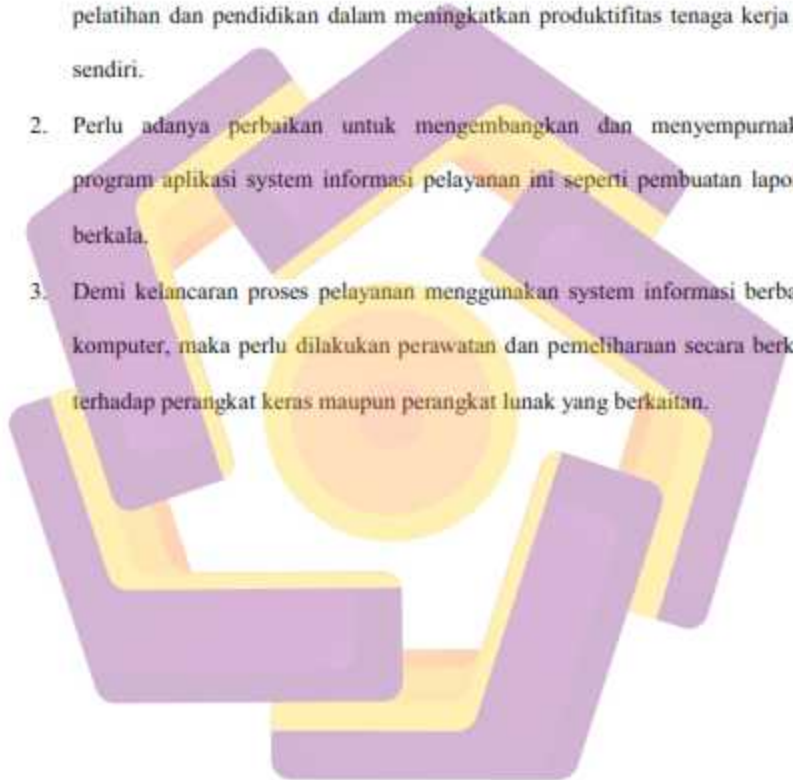 pelatihan dan pendidikan dalam meningkatkan produktifitas tenaga kerja
sendiri.
2. Perlu adanya perbaikan untuk mengembangkan dan
program aplikasi system informasi pelayanan ini seperti pembuatan
berkala.
3. Demi kelancaran proses pelayanan menggunakan system informasi
komputer, maka perlu dilakukan perawatan dan pemeliharaan secara
terhadap perangkat keras maupun perangkat lunak yang berkaitan.